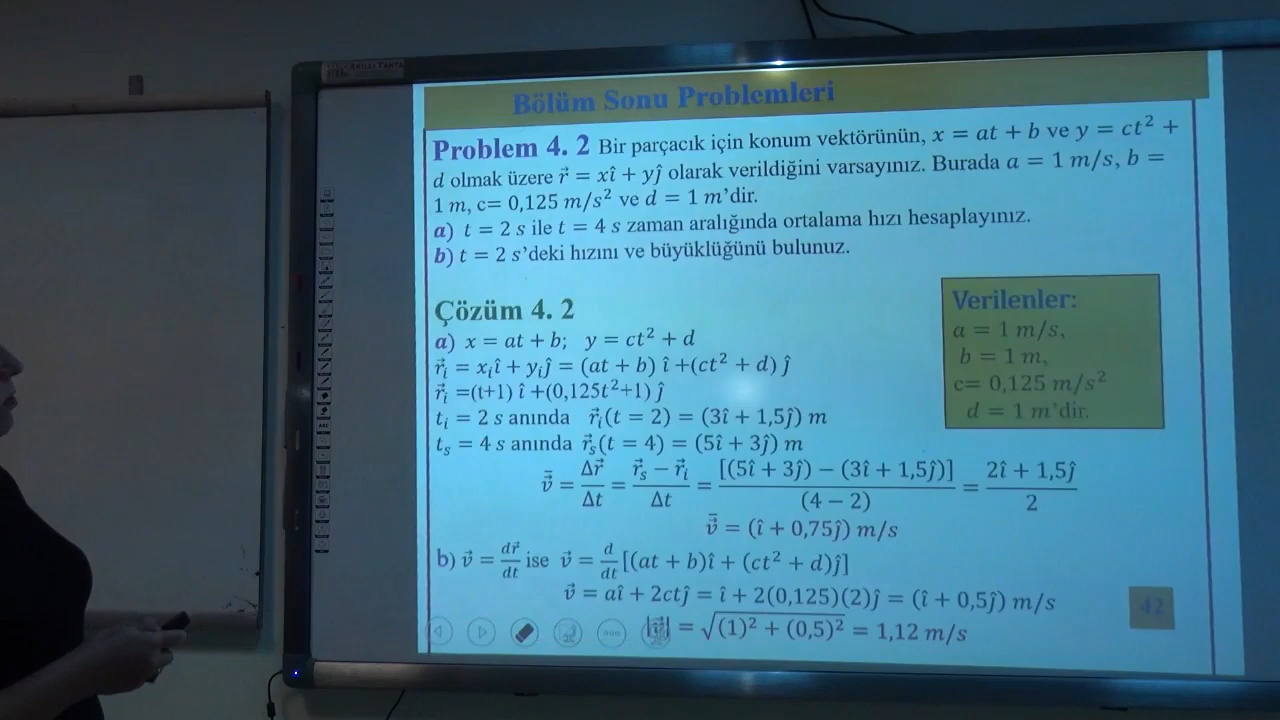 AKILLI TAHTA
Bölüm Sonu Problemleri
Problem 4. 2 Bir parçacık için konum vektörünün, x = at + b ve y = ct² +
d olmak üzere r⃗ = xî + yĵ olarak verildiğini varsayınız. Burada a = 1 m/s, b =
1 m, c= 0,125 m/s² ve d = 1 m’dir.
a) t = 2 s ile t = 4 s zaman aralığında ortalama hızı hesaplayınız.
b) t = 2 s’deki hızını ve büyüklüğünü bulunuz.
Çözüm 4. 2
a) x = at + b; y = ct² + d
r⃗ᵢ = xᵢî + yᵢĵ = (at + b) î +(ct² + d) ĵ
r⃗ᵢ =(t+1) î +(0,125t²+1) ĵ
tᵢ = 2 s anında r⃗ᵢ(t = 2) = (3î + 1,5ĵ) m
tₛ = 4 s anında r⃗ₛ(t = 4) = (5î + 3ĵ) m
v⃗̄ = Δr⃗/Δt = (r⃗ₛ − r⃗ᵢ)/Δt = [(5î + 3ĵ) − (3î + 1,5ĵ)]/(4 − 2) = (2î + 1,5ĵ)/2
v⃗̄ = (î + 0,75ĵ) m/s
b) v⃗ = dr⃗/dt ise v⃗ = d/dt [(at + b)î + (ct² + d)ĵ]
v⃗ = aî + 2ctĵ = î + 2(0,125)(2)ĵ = (î + 0,5ĵ) m/s
|v⃗| = √((1)² + (0,5)²) = 1,12 m/s
Verilenler:
a = 1 m/s,
b = 1 m,
c= 0,125 m/s²
d = 1 m’dir.
42
ABC